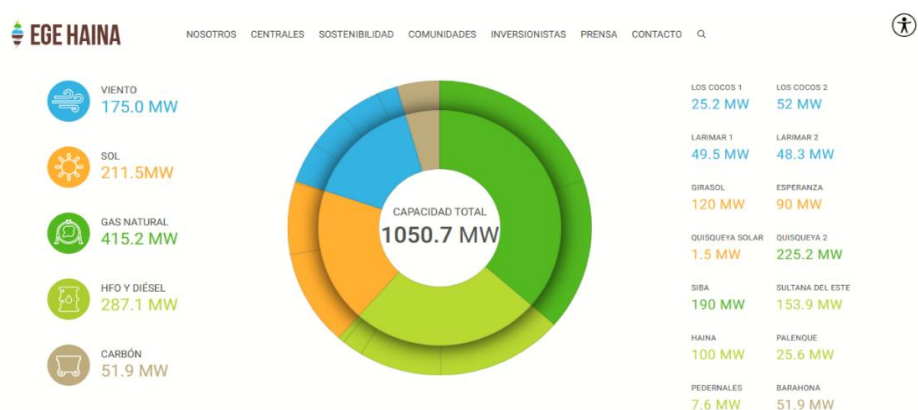 EGE HAINA
NOSOTROS CENTRALES SOSTENIBILIDAD COMUNIDADES INVERSIONISTAS PRENSA CONTACTO
VIENTO
175.0 MW
SOL
211.5MW
GAS NATURAL
415.2 MW
HFO Y DIÉSEL
287.1 MW
CARBÓN
51.9 MW
CAPACIDAD TOTAL
1050.7 MW
LOS COCOS 1 LOS COCOS 2
25.2 MW 52 MW
LARIMAR 1 LARIMAR 2
49.5 MW 48.3 MW
GIRASOL ESPERANZA
120 MW 90 MW
QUISQUEYA SOLAR QUISQUEYA 2
1.5 MW 225.2 MW
SIBA SULTANA DEL ESTE
190 MW 153.9 MW
HAINA PALENQUE
100 MW 25.6 MW
PEDERNALES BARAHONA
7.6 MW 51.9 MW